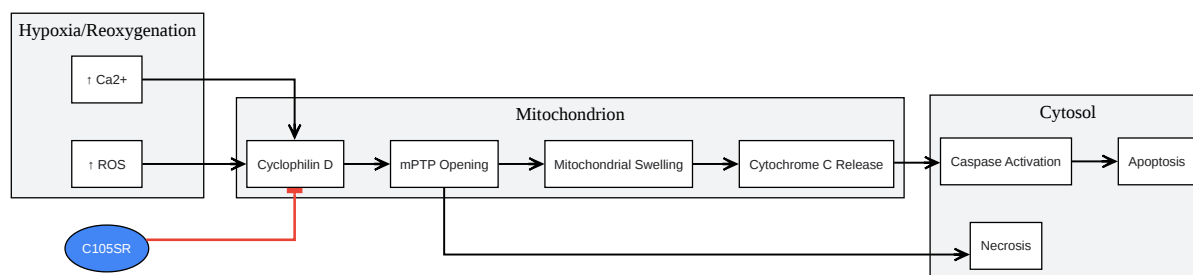 Hypoxia/Reoxygenation
↑ Ca2+
↑ ROS
C105SR
Mitochondrion
Cyclophilin D
mPTP Opening
Mitochondrial Swelling
Cytochrome C Release
Cytosol
Caspase Activation
Apoptosis
Necrosis